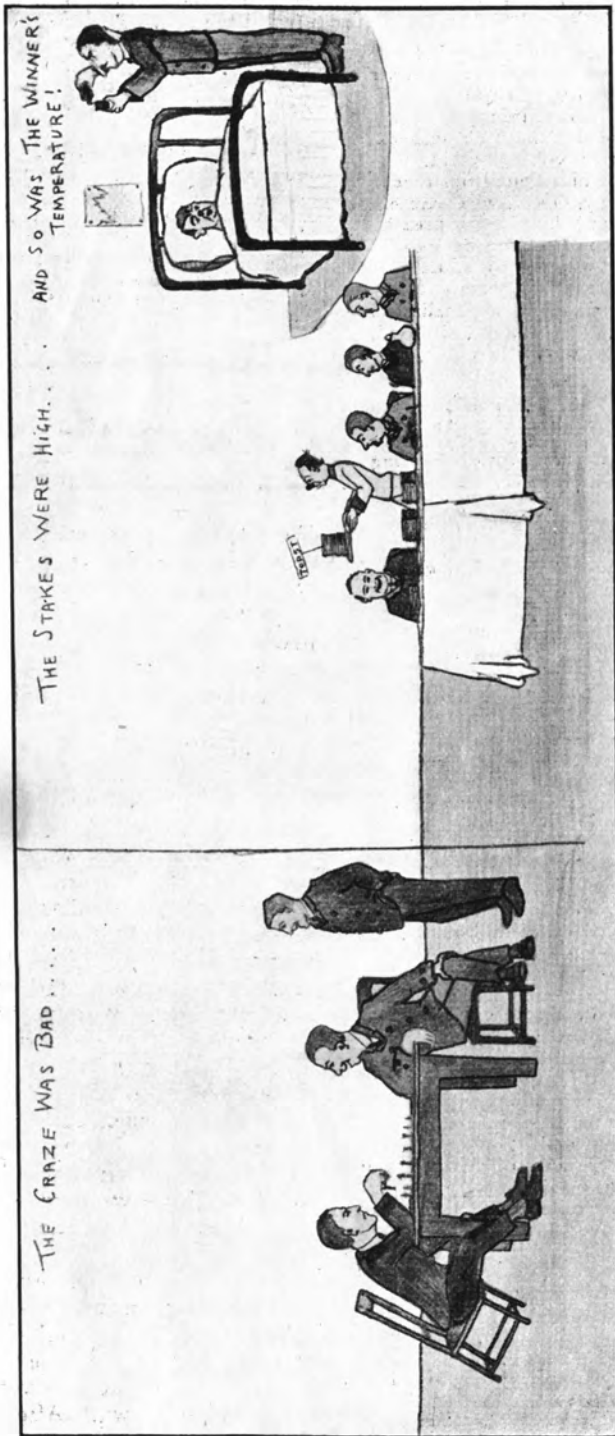 THE CRAZE WAS BAD...
THE STAKES WERE HIGH...
AND SO WAS THE WINNER'S
TEMPERATURE!